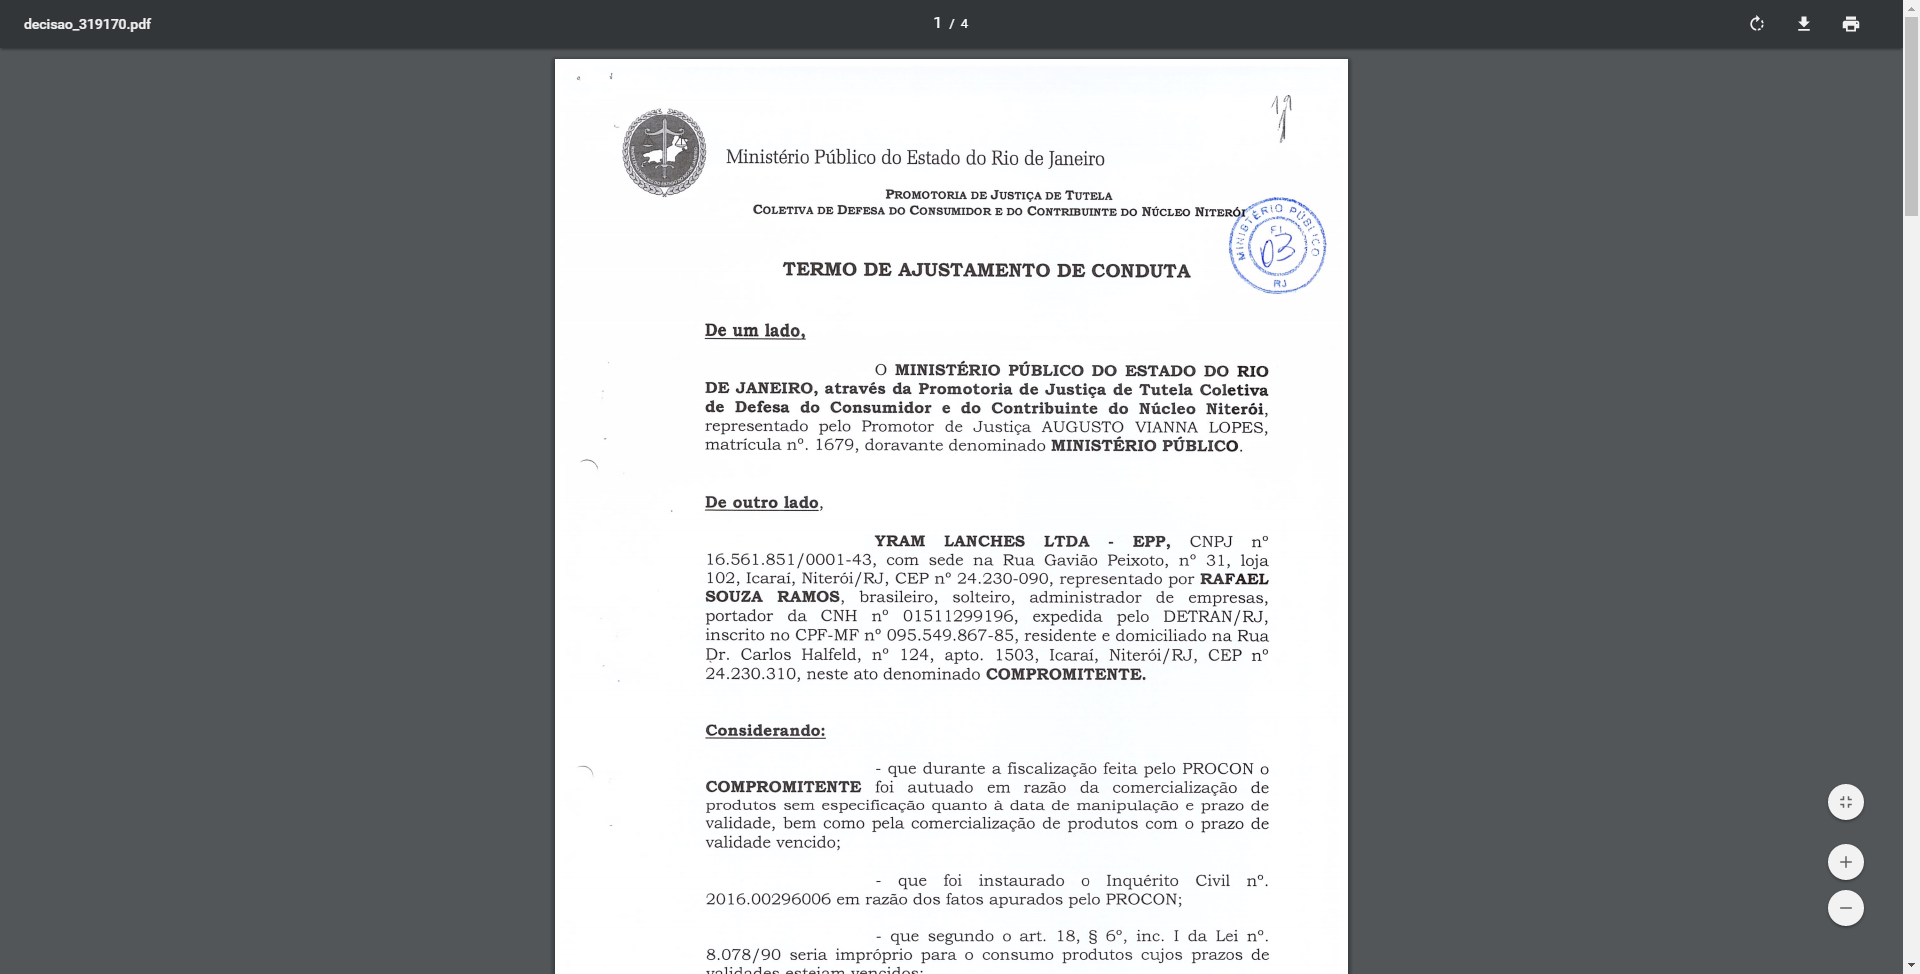 decisao_319170.pdf
1 / 4
19
Ministério Público do Estado do Rio de Janeiro
PROMOTORIA DE JUSTIÇA DE TUTELA
COLETIVA DE DEFESA DO CONSUMIDOR E DO CONTRIBUINTE DO NÚCLEO NITERÓI
MINISTÉRIO PÚBLICO
Fl
03
RJ
TERMO DE AJUSTAMENTO DE CONDUTA
De um lado,
O MINISTÉRIO PÚBLICO DO ESTADO DO RIO
DE JANEIRO, através da Promotoria de Justiça de Tutela Coletiva
de Defesa do Consumidor e do Contribuinte do Núcleo Niterói,
representado pelo Promotor de Justiça AUGUSTO VIANNA LOPES,
matrícula nº. 1679, doravante denominado MINISTÉRIO PÚBLICO.
De outro lado,
YRAM LANCHES LTDA - EPP, CNPJ nº
16.561.851/0001-43, com sede na Rua Gavião Peixoto, nº 31, loja
102, Icaraí, Niterói/RJ, CEP nº 24.230-090, representado por RAFAEL
SOUZA RAMOS, brasileiro, solteiro, administrador de empresas,
portador da CNH nº 01511299196, expedida pelo DETRAN/RJ,
inscrito no CPF-MF nº 095.549.867-85, residente e domiciliado na Rua
Dr. Carlos Halfeld, nº 124, apto. 1503, Icaraí, Niterói/RJ, CEP nº
24.230.310, neste ato denominado COMPROMITENTE.
Considerando:
- que durante a fiscalização feita pelo PROCON o
COMPROMITENTE foi autuado em razão da comercialização de
produtos sem especificação quanto à data de manipulação e prazo de
validade, bem como pela comercialização de produtos com o prazo de
validade vencido;
- que foi instaurado o Inquérito Civil nº.
2016.00296006 em razão dos fatos apurados pelo PROCON;
- que segundo o art. 18, § 6º, inc. I da Lei nº.
8.078/90 seria impróprio para o consumo produtos cujos prazos de
validades estejam vencidos;